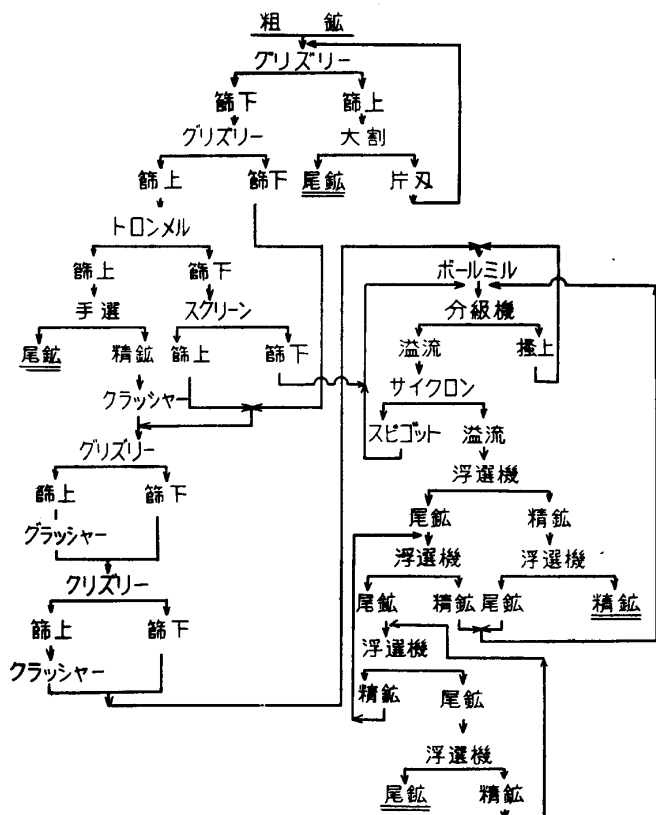 粗鉱
グリズリー
篩下 篩上
グリズリー 大割
篩上 篩下 尾鉱 片刃
トロンメル
篩上 篩下
手選 スクリーン
尾鉱 精鉱 篩上 篩下
クラッシャー
グリズリー
篩上 篩下
グラッシャー
クリズリー
篩上 篩下
クラッシャー
ボールミル
分級機
溢流 掻上
サイクロン
スピゴット 溢流
浮選機
尾鉱 精鉱
浮選機 浮選機
尾鉱 精鉱 尾鉱 精鉱
浮選機
精鉱 尾鉱
浮選機
尾鉱 精鉱